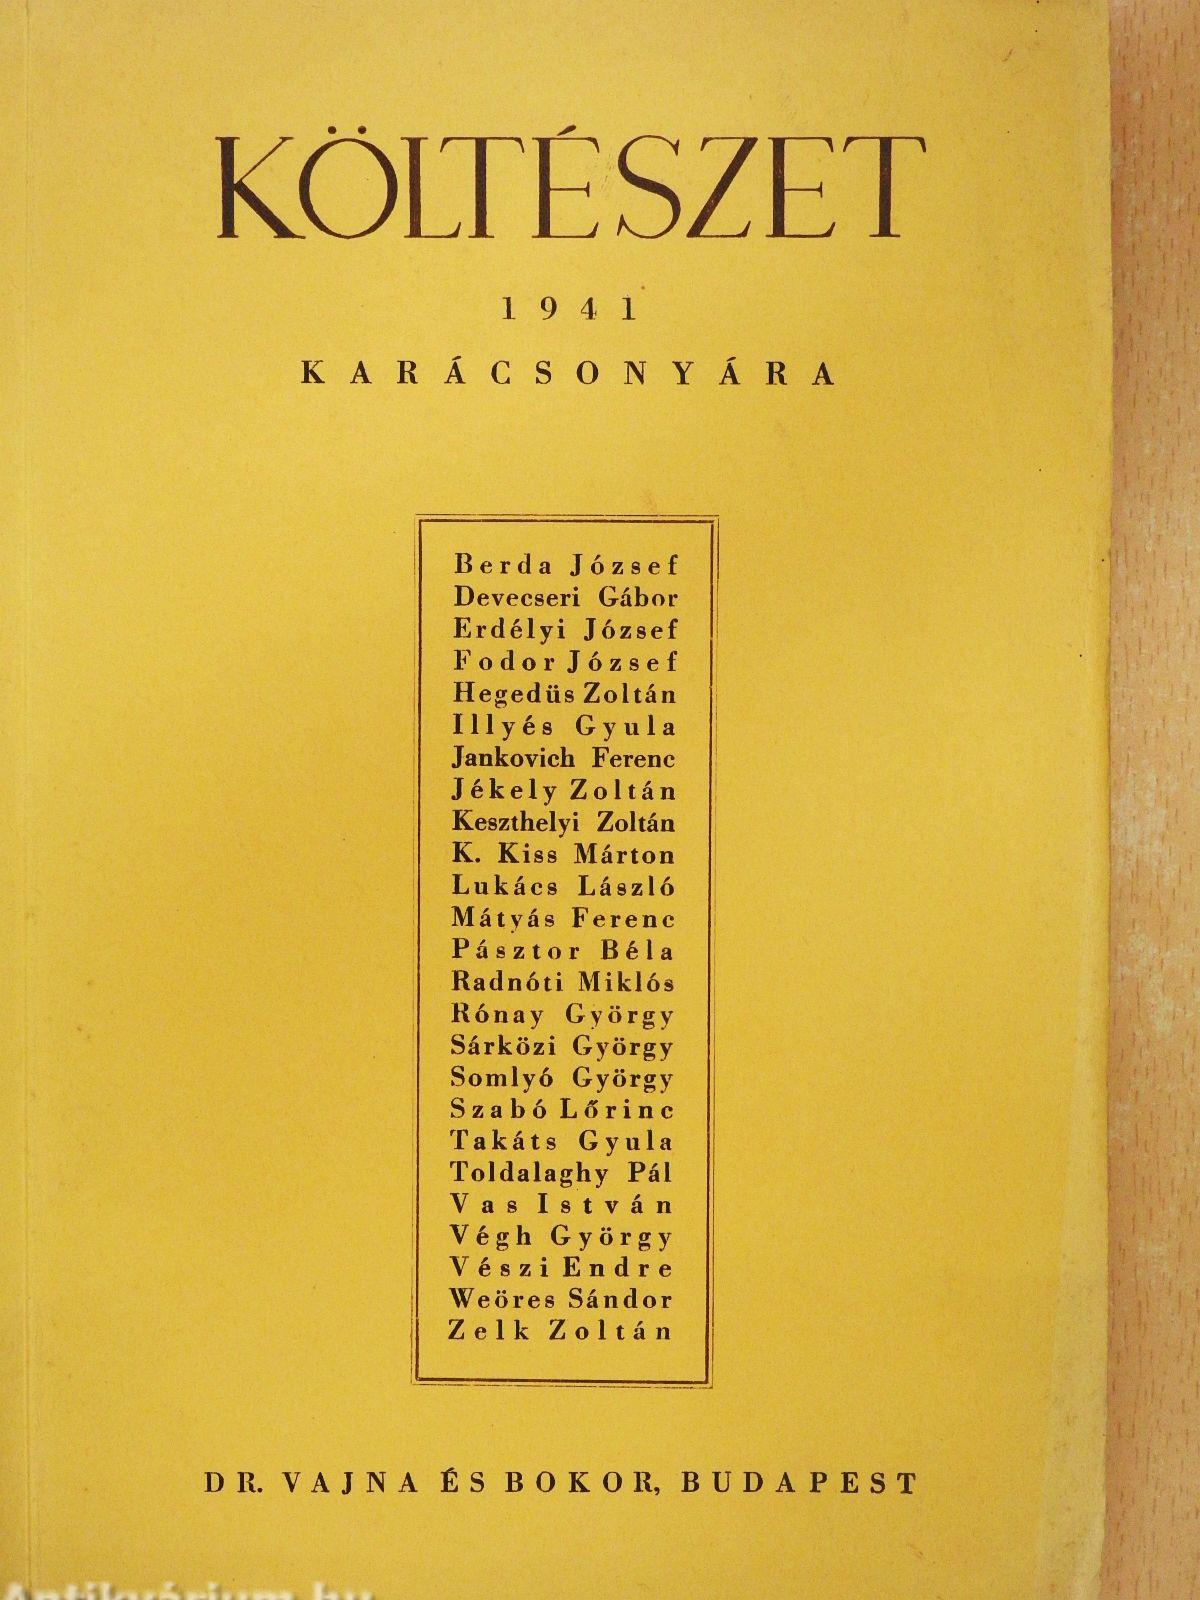 KÖLTÉSZET
1941
KARÁCSONYÁRA
Berda József
Devecseri Gábor
Erdélyi József
Fodor József
Hegedüs Zoltán
Illyés Gyula
Jankovich Ferenc
Jékely Zoltán
Keszthelyi Zoltán
K. Kiss Márton
Lukács László
Mátyás Ferenc
Pásztor Béla
Radnóti Miklós
Rónay György
Sárközi György
Somlyó György
Szabó Lőrinc
Takáts Gyula
Toldalaghy Pál
Vas István
Végh György
Vészi Endre
Weöres Sándor
Zelk Zoltán
DR. VAJNA ÉS BOKOR, BUDAPEST
Antikvárium.hu